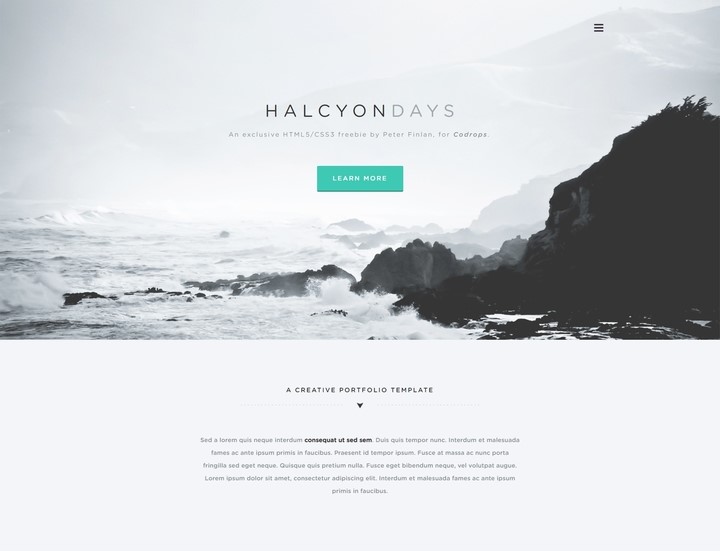 HALCYONDAYS
An exclusive HTML5/CSS3 freebie by Peter Finlan, for Codrops.
LEARN MORE
A CREATIVE PORTFOLIO TEMPLATE
Sed a lorem quis neque interdum consequat ut sed sem. Duis quis tempor nunc. Interdum et malesuada
fames ac ante ipsum primis in faucibus. Praesent id tempor ipsum. Fusce at massa ac nunc porta
fringilla sed eget neque. Quisque quis pretium nulla. Fusce eget bibendum neque, vel volutpat augue.
Lorem ipsum dolor sit amet, consectetur adipiscing elit. Interdum et malesuada fames ac ante ipsum
primis in faucibus.